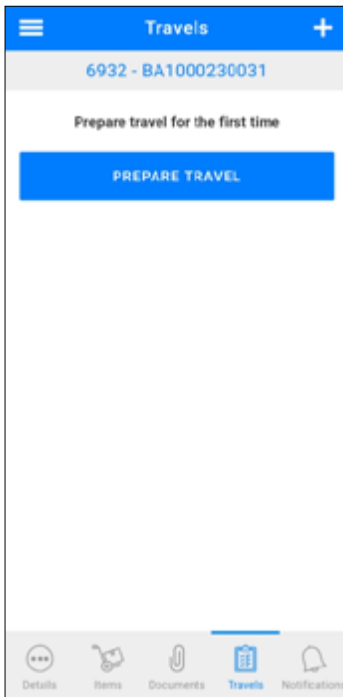 Travels
6932 - BA1000230031
Prepare travel for the first time
PREPARE TRAVEL
Details Items Documents Travels Notifications